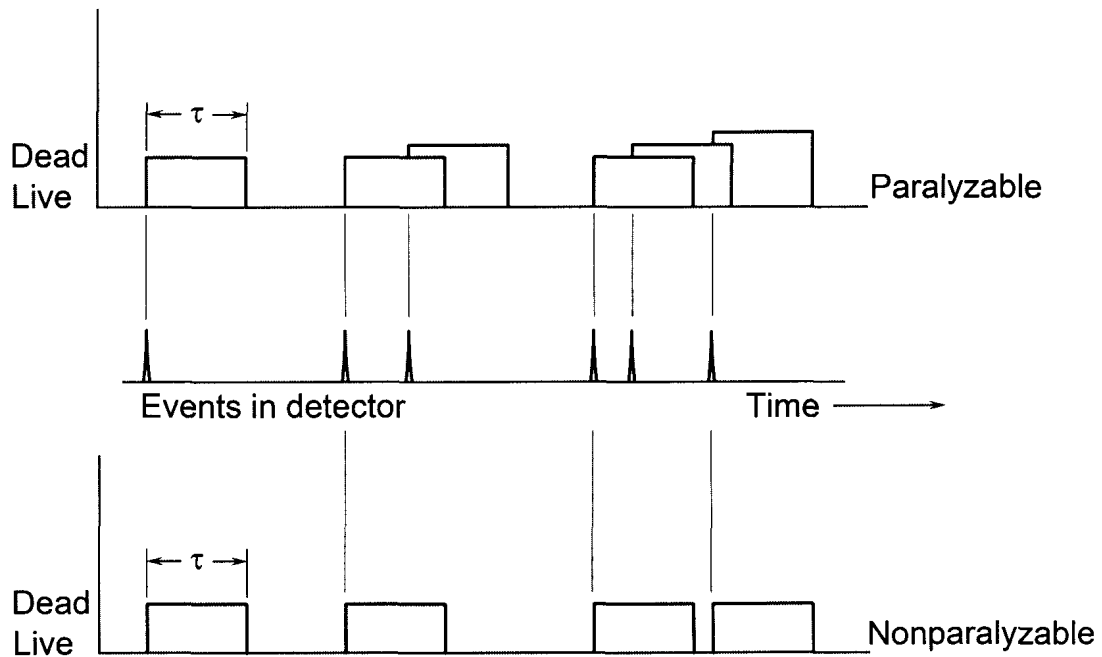 τ
Dead
Live
Paralyzable
Events in detector
Time
τ
Dead
Live
Nonparalyzable